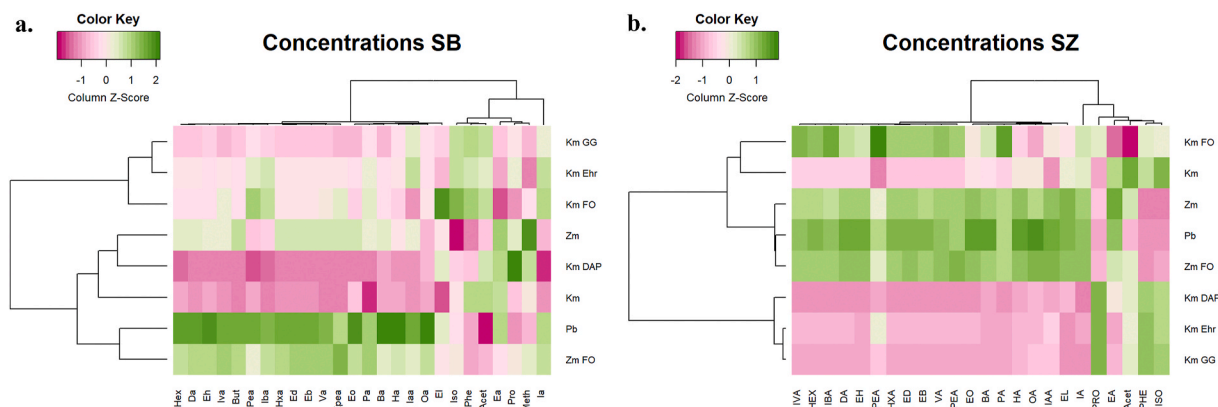 a.
Color Key
-1 0 1 2
Column Z-Score
Concentrations SB
Km GG
Km Ehr
Km FO
Zm
Km DAP
Km
Pb
Zm FO
Hex
Da
Eh
Iva
But
Pea
Iba
Hxa
Ed
Eb
Va
pea
Eo
Pa
Ba
Ha
Iaa
Oa
El
Iso
Phe
Acet
Ea
Pro
Meth
Ia
b.
Color Key
-2 -1 0 1
Column Z-Score
Concentrations SZ
Km FO
Km
Zm
Pb
Zm FO
Km DAP
Km Ehr
Km GG
IVA
HEX
IBA
DA
EH
PEA
HXA
ED
EB
VA
PEA
EO
BA
PA
HA
OA
IAA
EL
IA
PRO
EA
Acet
PHE
ISO